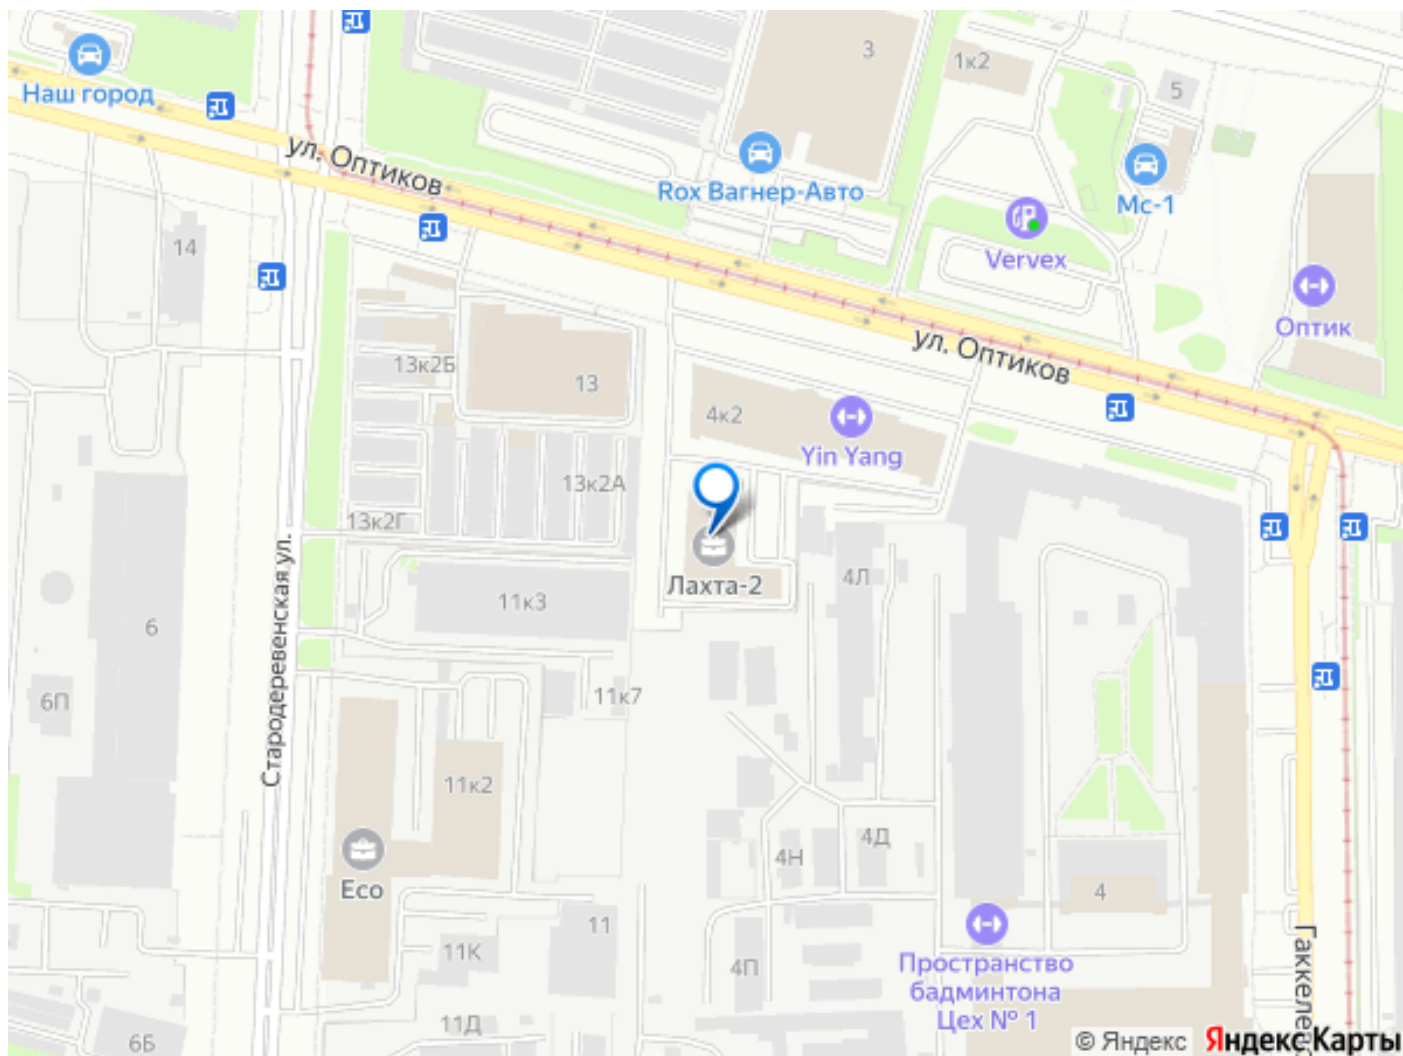 Наш город
ул. Оптиков
3
1к2
5
Rox Вагнер-Авто
Мс-1
Vervex
14
Оптик
ул. Оптиков
13к2Б
13
4к2
Yin Yang
13к2А
13к2Г
Лахта-2
4Л
11к3
Стародеревенская ул.
6
6П
11к7
11к2
4Н
4Д
Eco
4
11
11К
4П
Пространство
бадминтона
Цех № 1
11Д
6Б
Гаккелевс
© Яндекс
Яндекс Карты